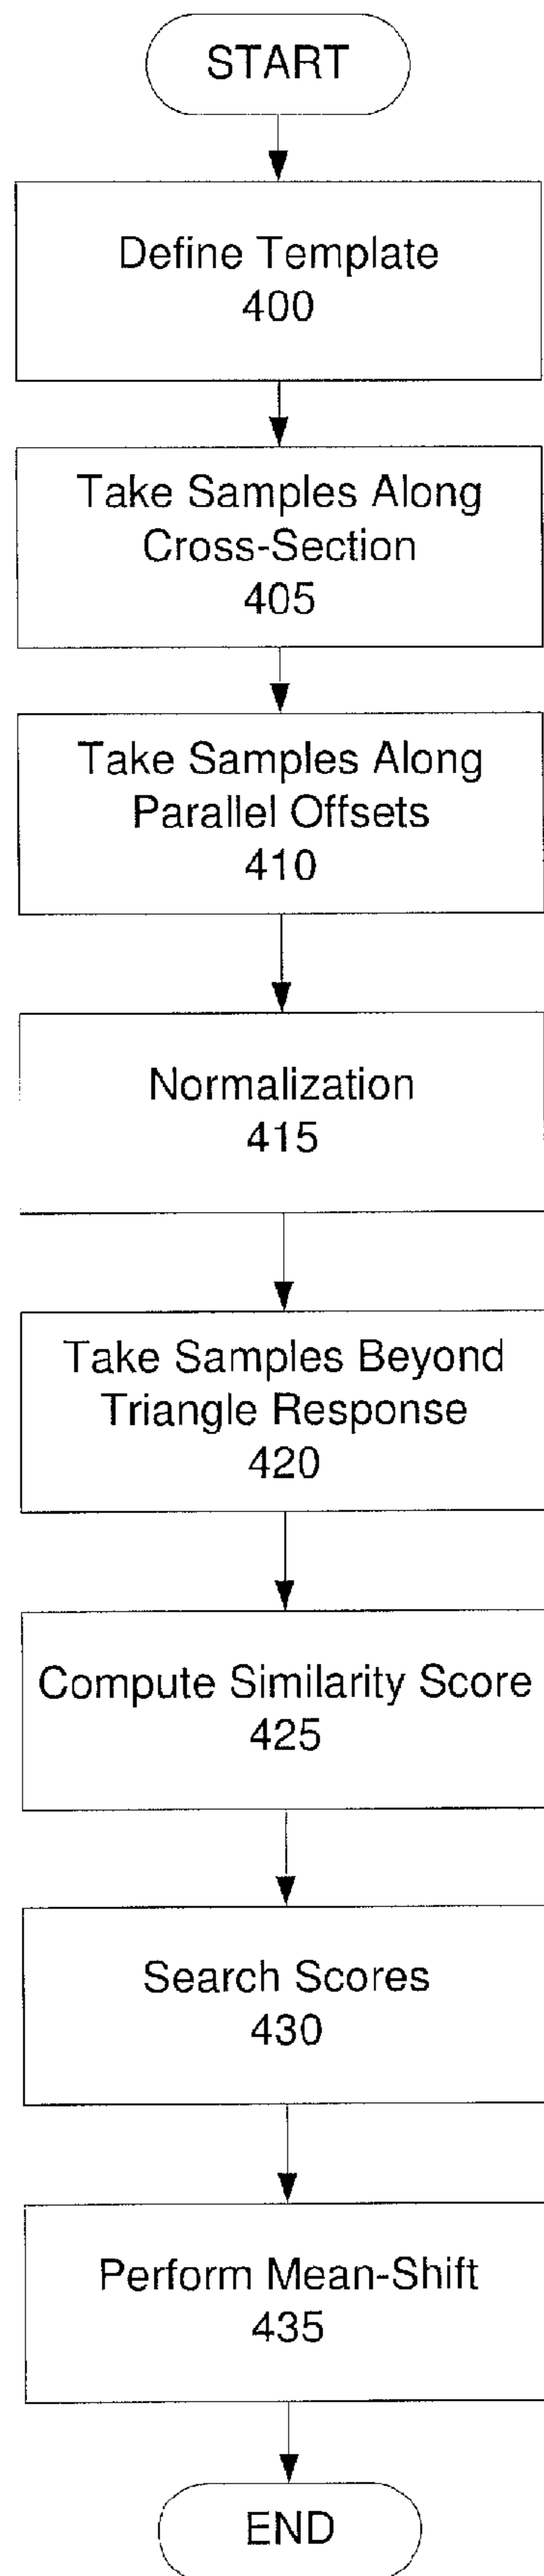 START
Define Template
400
Take Samples Along
Cross-Section
405
Take Samples Along
Parallel Offsets
410
Normalization
415
Take Samples Beyond
Triangle Response
420
Compute Similarity Score
425
Search Scores
430
Perform Mean-Shift
435
END